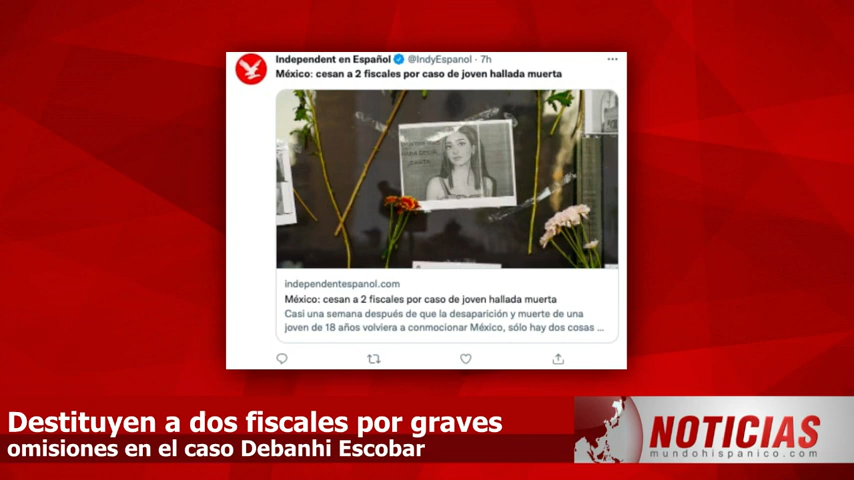 Independent en Español @IndyEspanol · 7h
México: cesan a 2 fiscales por caso de joven hallada muerta
independentespanol.com
México: cesan a 2 fiscales por caso de joven hallada muerta
Casi una semana después de que la desaparición y muerte de una
joven de 18 años volviera a conmocionar México, sólo hay dos cosas ...
Destituyen a dos fiscales por graves
omisiones en el caso Debanhi Escobar
NOTICIAS
mundohispanico.com